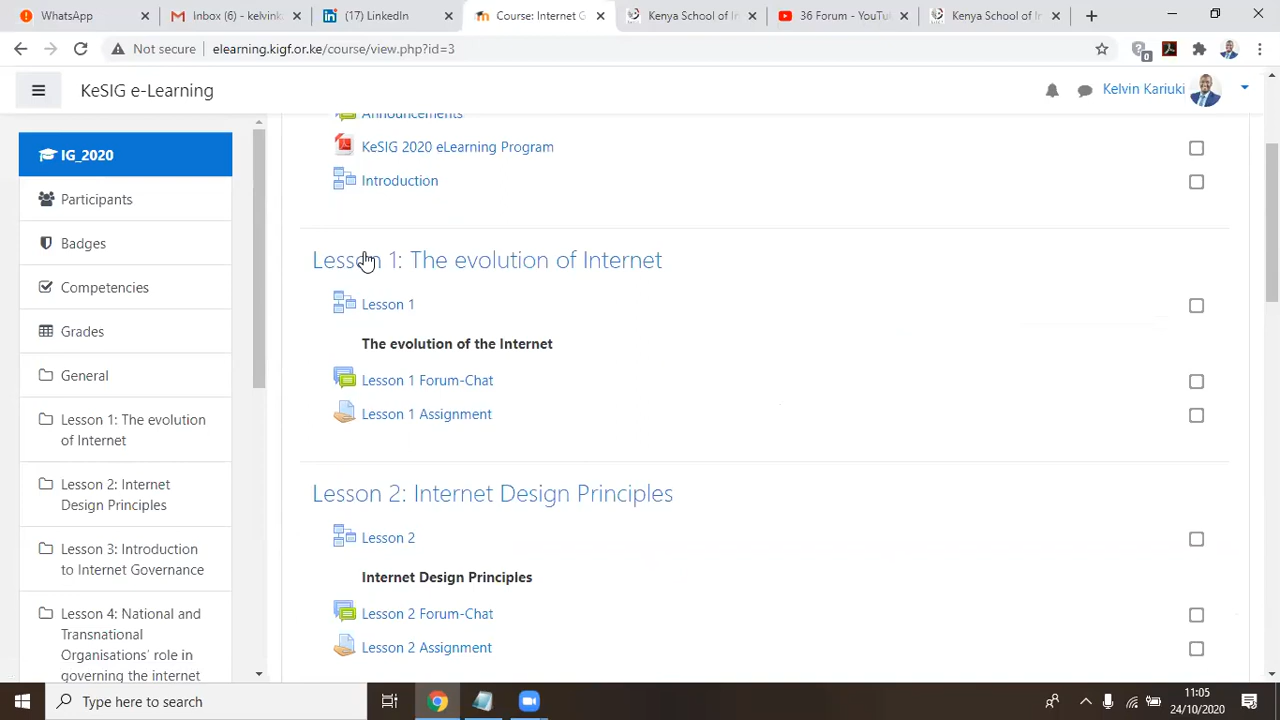 WhatsApp
Inbox (6) - kelvink
(17) LinkedIn
Course: Internet G
Kenya School of In
36 Forum - YouTu
Kenya School of In
Not secure
elearning.kigf.or.ke/course/view.php?id=3
0
KeSIG e-Learning
Kelvin Kariuki
IG_2020
Participants
Badges
Competencies
Grades
General
Lesson 1: The evolution
of Internet
Lesson 2: Internet
Design Principles
Lesson 3: Introduction
to Internet Governance
Lesson 4: National and
Transnational
Organisations' role in
governing the internet
Announcements
KeSIG 2020 eLearning Program
Introduction
Lesson 1: The evolution of Internet
Lesson 1
The evolution of the Internet
Lesson 1 Forum-Chat
Lesson 1 Assignment
Lesson 2: Internet Design Principles
Lesson 2
Internet Design Principles
Lesson 2 Forum-Chat
Lesson 2 Assignment
Type here to search
11:05
24/10/2020